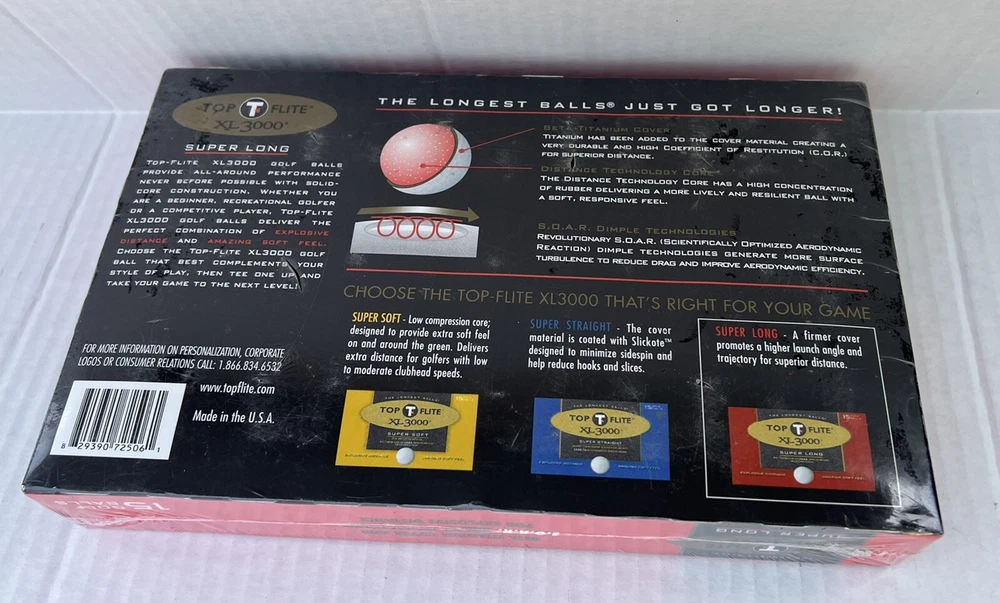 TOP T FLITE™
XL3000®
SUPER LONG
TOP-FLITE XL3000 GOLF BALLS
PROVIDE ALL-AROUND PERFORMANCE
NEVER BEFORE POSSIBLE WITH SOLID-
CORE CONSTRUCTION. WHETHER YOU
ARE A BEGINNER, RECREATIONAL GOLFER
OR A COMPETITIVE PLAYER, TOP-FLITE
XL3000 GOLF BALLS DELIVER THE
PERFECT COMBINATION OF EXPLOSIVE
DISTANCE AND AMAZING SOFT FEEL.
CHOOSE THE TOP-FLITE XL3000 GOLF
BALL THAT BEST COMPLEMENTS YOUR
STYLE OF PLAY, THEN TEE ONE UP AND
TAKE YOUR GAME TO THE NEXT LEVEL!
FOR MORE INFORMATION ON PERSONALIZATION, CORPORATE
LOGOS OR CONSUMER RELATIONS CALL: 1.866.834.6532
www.topflite.com
Made in the U.S.A.
8 29390 72506 1
THE LONGEST BALLS® JUST GOT LONGER!
BETA-TITANIUM COVER
TITANIUM HAS BEEN ADDED TO THE COVER MATERIAL CREATING A
VERY DURABLE AND HIGH COEFFICIENT OF RESTITUTION (C.O.R.)
FOR SUPERIOR DISTANCE.
DISTANCE TECHNOLOGY CORE™
THE DISTANCE TECHNOLOGY CORE HAS A HIGH CONCENTRATION
OF RUBBER DELIVERING A MORE LIVELY AND RESILIENT BALL WITH
A SOFT, RESPONSIVE FEEL.
S.O.A.R. DIMPLE TECHNOLOGIES
REVOLUTIONARY S.O.A.R. (SCIENTIFICALLY OPTIMIZED AERODYNAMIC
REACTION) DIMPLE TECHNOLOGIES GENERATE MORE SURFACE
TURBULENCE TO REDUCE DRAG AND IMPROVE AERODYNAMIC EFFICIENCY.
CHOOSE THE TOP-FLITE XL3000 THAT'S RIGHT FOR YOUR GAME
SUPER SOFT - Low compression core;
designed to provide extra soft feel
on and around the green. Delivers
extra distance for golfers with low
to moderate clubhead speeds.
TOP T FLITE
XL3000
SUPER SOFT
SUPER STRAIGHT - The cover
material is coated with Slickote™
designed to minimize sidespin and
help reduce hooks and slices.
TOP T FLITE
XL3000
SUPER STRAIGHT
SUPER LONG - A firmer cover
promotes a higher launch angle and
trajectory for superior distance.
TOP T FLITE
XL3000
SUPER LONG
15
SUPER LONG